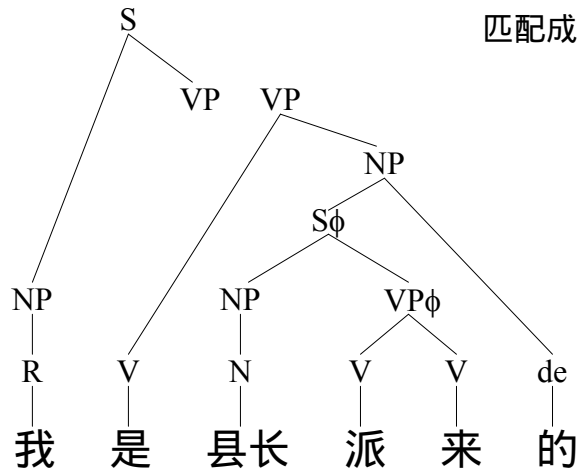 S
匹配成
VP VP
NP
Sϕ
NP NP VPϕ
R V N V V de
我 是 县长 派 来 的